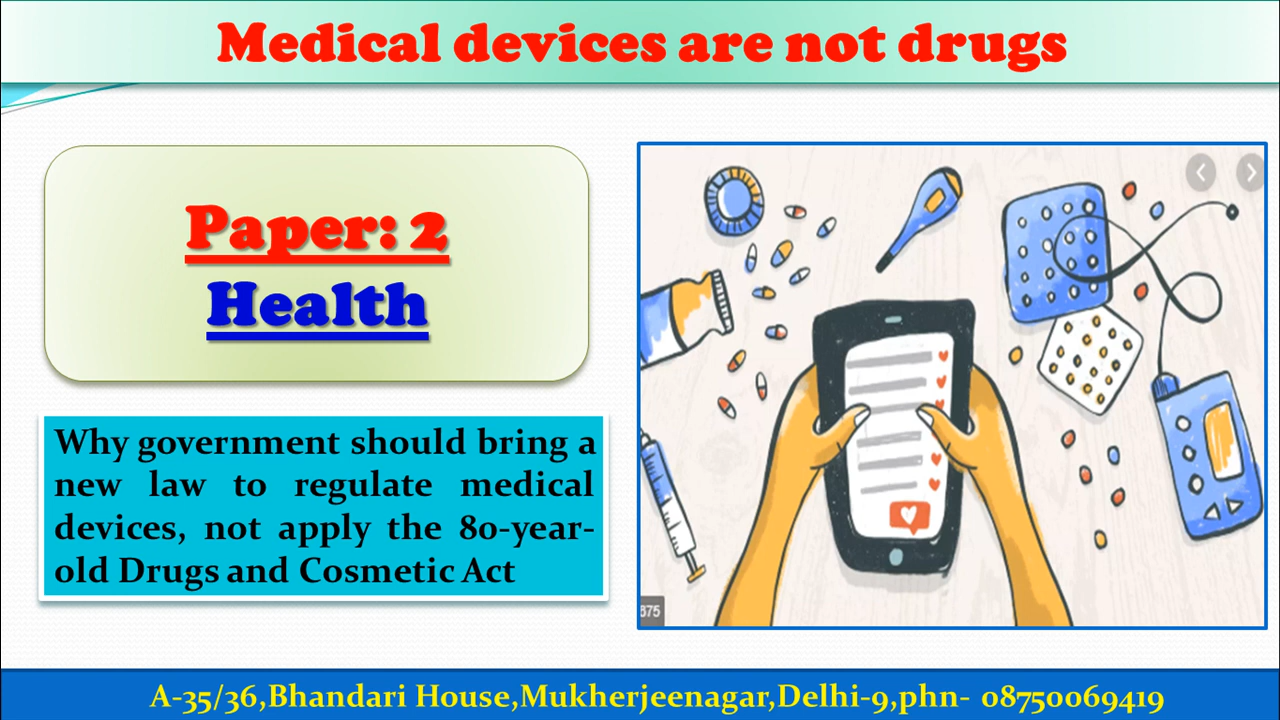 Medical devices are not drugs
Paper: 2
Health
Why government should bring a
new law to regulate medical
devices, not apply the 80-year-
old Drugs and Cosmetic Act
675
A-35/36,Bhandari House,Mukherjeenagar,Delhi-9,phn- 08750069419